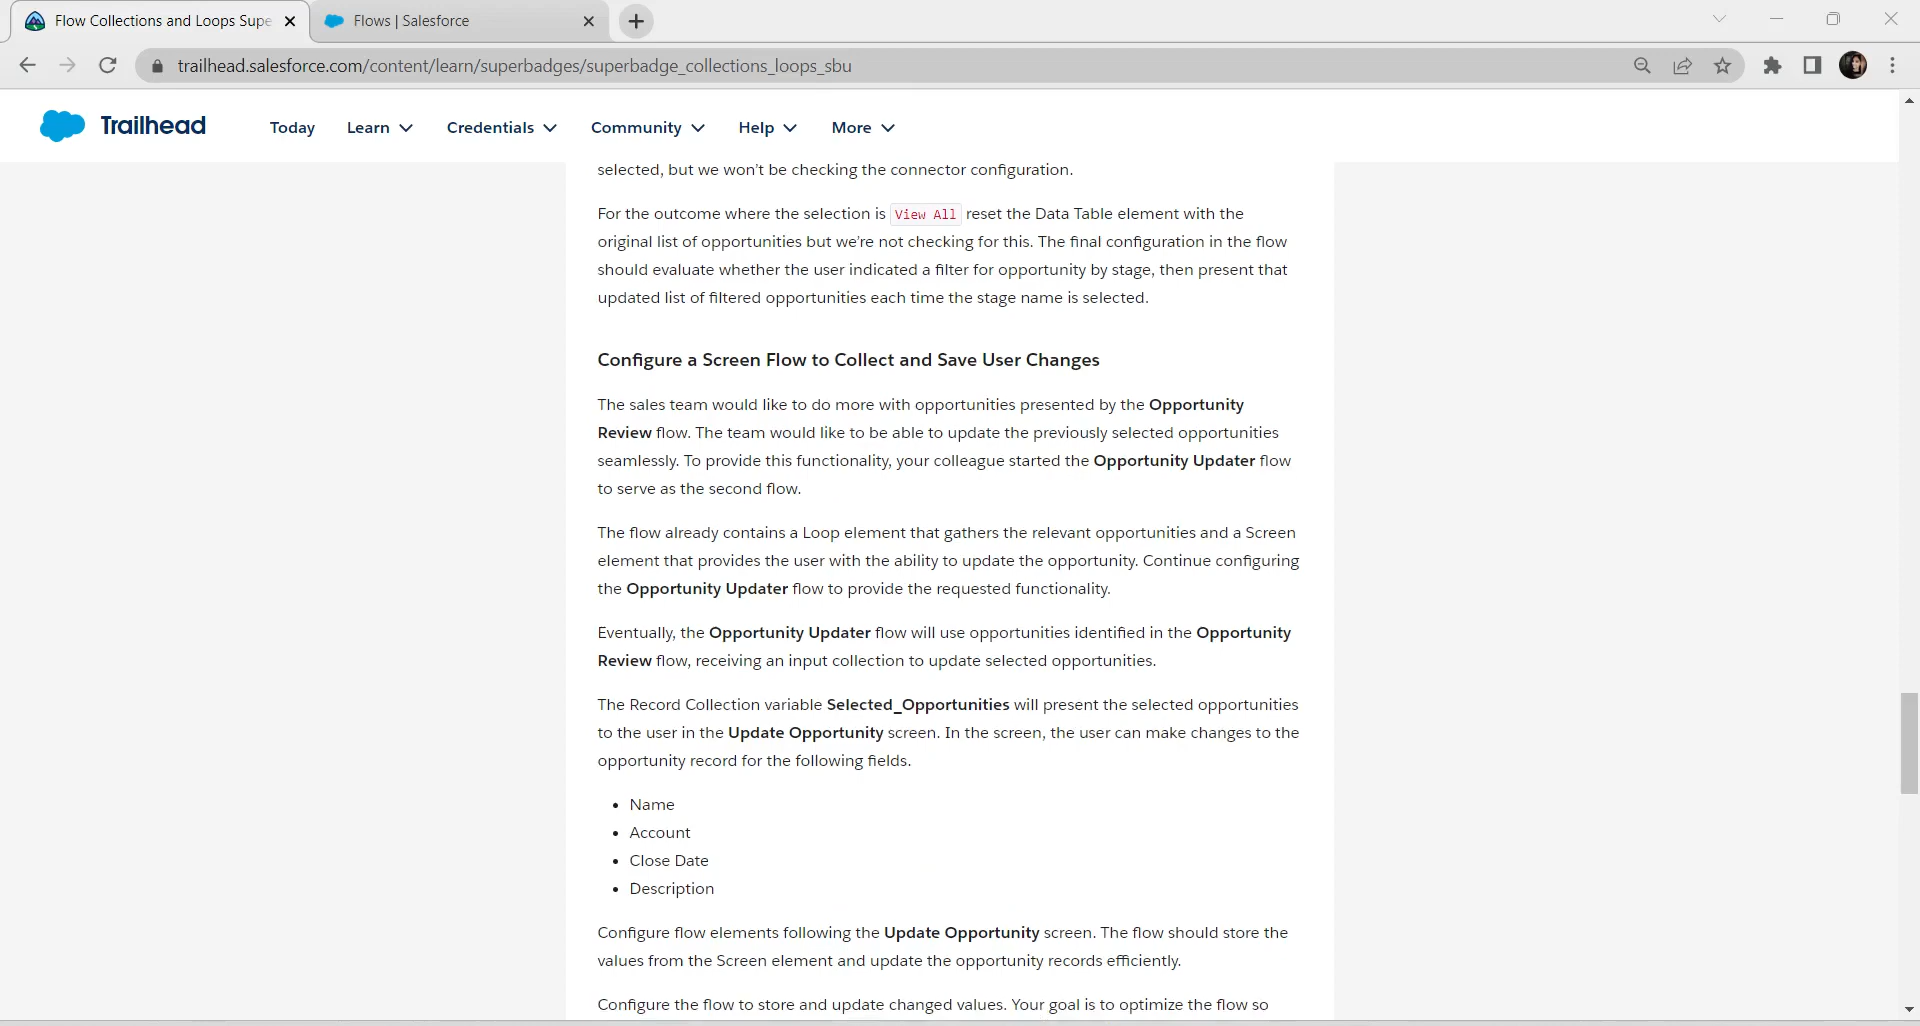 Flow Collections and Loops Supe
Flows | Salesforce
trailhead.salesforce.com/content/learn/superbadges/superbadge_collections_loops_sbu
Trailhead
Today
Learn
Credentials
Community
Help
More
selected, but we won’t be checking the connector configuration.
For the outcome where the selection is View All reset the Data Table element with the
original list of opportunities but we’re not checking for this. The final configuration in the flow
should evaluate whether the user indicated a filter for opportunity by stage, then present that
updated list of filtered opportunities each time the stage name is selected.
Configure a Screen Flow to Collect and Save User Changes
The sales team would like to do more with opportunities presented by the Opportunity
Review flow. The team would like to be able to update the previously selected opportunities
seamlessly. To provide this functionality, your colleague started the Opportunity Updater flow
to serve as the second flow.
The flow already contains a Loop element that gathers the relevant opportunities and a Screen
element that provides the user with the ability to update the opportunity. Continue configuring
the Opportunity Updater flow to provide the requested functionality.
Eventually, the Opportunity Updater flow will use opportunities identified in the Opportunity
Review flow, receiving an input collection to update selected opportunities.
The Record Collection variable Selected_Opportunities will present the selected opportunities
to the user in the Update Opportunity screen. In the screen, the user can make changes to the
opportunity record for the following fields.
• Name
• Account
• Close Date
• Description
Configure flow elements following the Update Opportunity screen. The flow should store the
values from the Screen element and update the opportunity records efficiently.
Configure the flow to store and update changed values. Your goal is to optimize the flow so